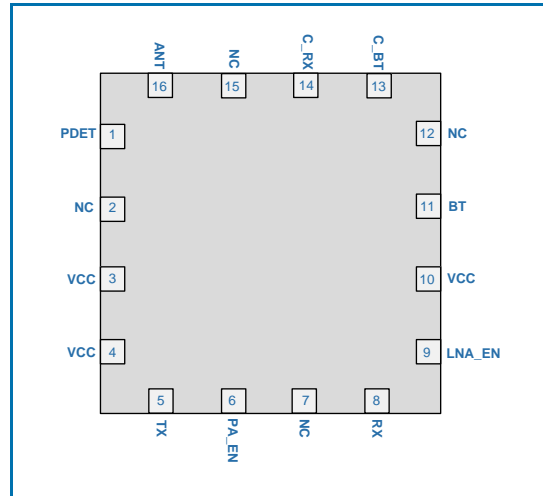 ANT
NC
C_RX
C_BT
16
15
14
13
PDET 1
12 NC
NC 2
11 BT
VCC 3
10 VCC
VCC 4
9 LNA_EN
5
6
7
8
TX
PA_EN
NC
RX